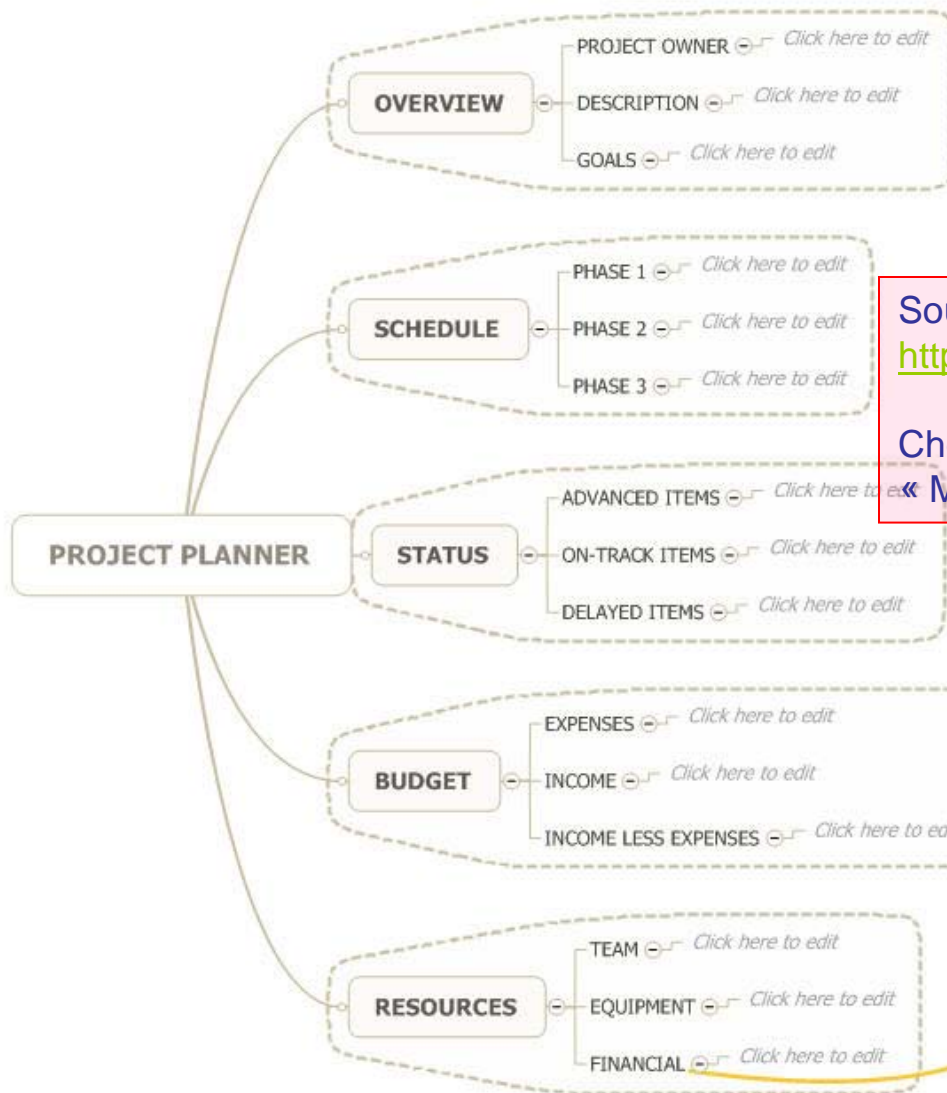 PROJECT PLANNER
OVERVIEW
PROJECT OWNER Click here to edit
DESCRIPTION Click here to edit
GOALS Click here to edit
SCHEDULE
PHASE 1 Click here to edit
PHASE 2 Click here to edit
PHASE 3 Click here to edit
STATUS
ADVANCED ITEMS Click here to edit
ON-TRACK ITEMS Click here to edit
DELAYED ITEMS Click here to edit
BUDGET
EXPENSES Click here to edit
INCOME Click here to edit
INCOME LESS EXPENSES Click here to
RESOURCES
TEAM Click here to edit
EQUIPMENT Click here to edit
FINANCIAL Click here to edit